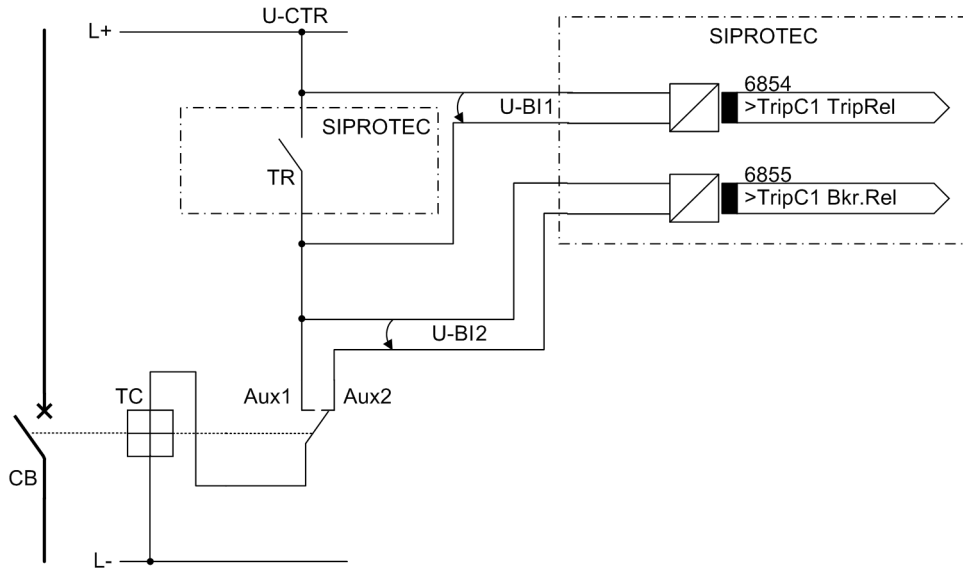 U-CTR
L+
SIPROTEC
6854
>TripC1 TripRel
U-BI1
SIPROTEC
TR
6855
>TripC1 Bkr.Rel
U-BI2
TC
Aux1
Aux2
CB
L-